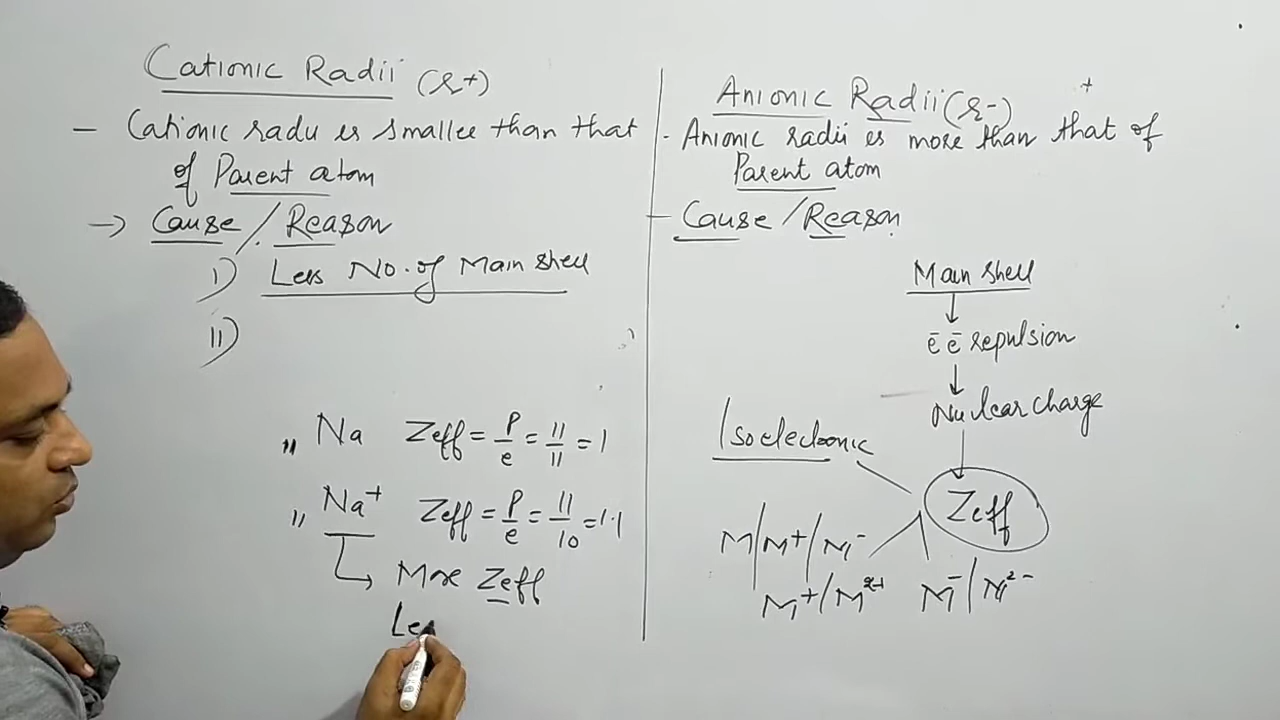 Cationic Radii (r+)
- Cationic radii is smaller than that
of Parent atom
→ Cause / Reason
i) Less No. of Main shell
ii)
" Na Zeff = P/e = 11/11 = 1
" Na+ Zeff = P/e = 11/10 = 1.1
↳ More Zeff
Le
Anionic Radii (r-)
+
- Anionic radii is more than that of
Parent atom
- Cause / Reason
Main shell
↓
ē ē repulsion
↓
Nuclear charge
↓
Isoelectonic
Zeff
M/M+/M-
M+/M2+
M-/M2-